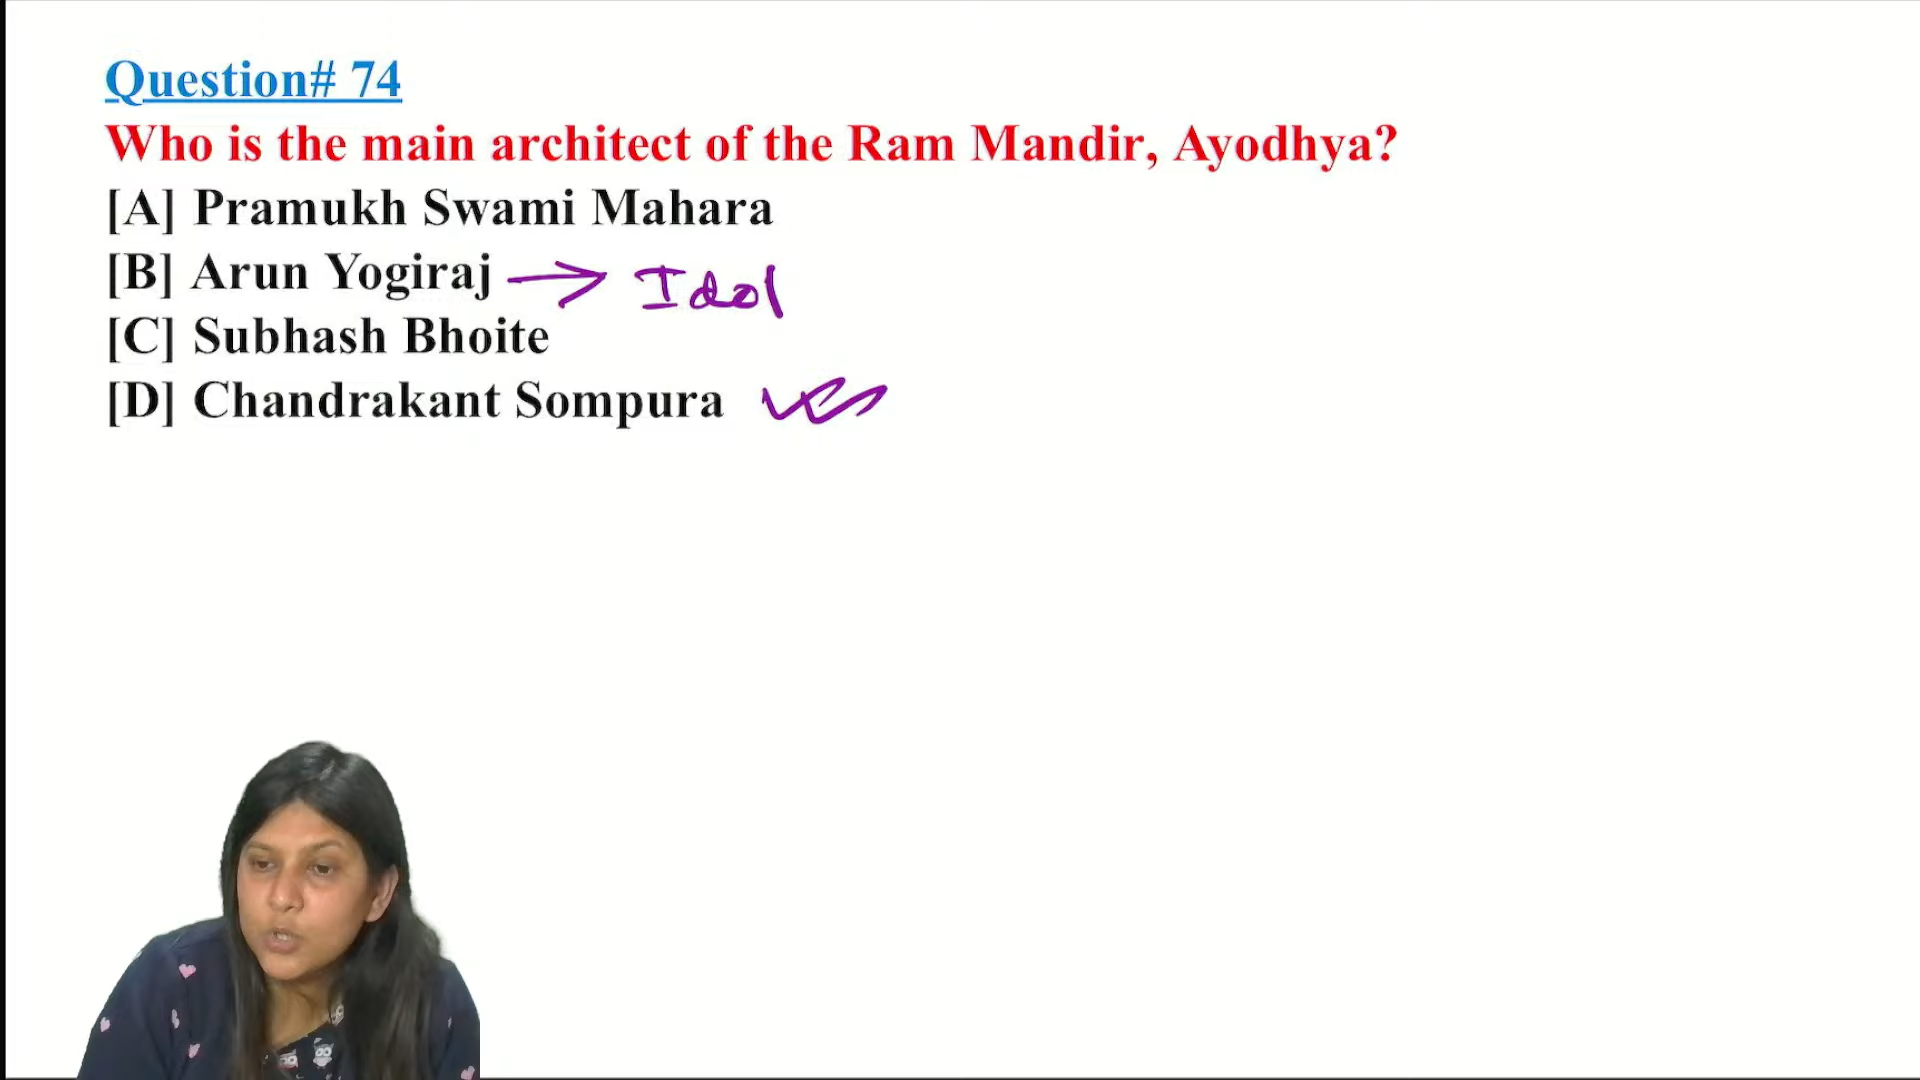 Question# 74
Who is the main architect of the Ram Mandir, Ayodhya?
[A] Pramukh Swami Mahara
[B] Arun Yogiraj → Idol
[C] Subhash Bhoite
[D] Chandrakant Sompura